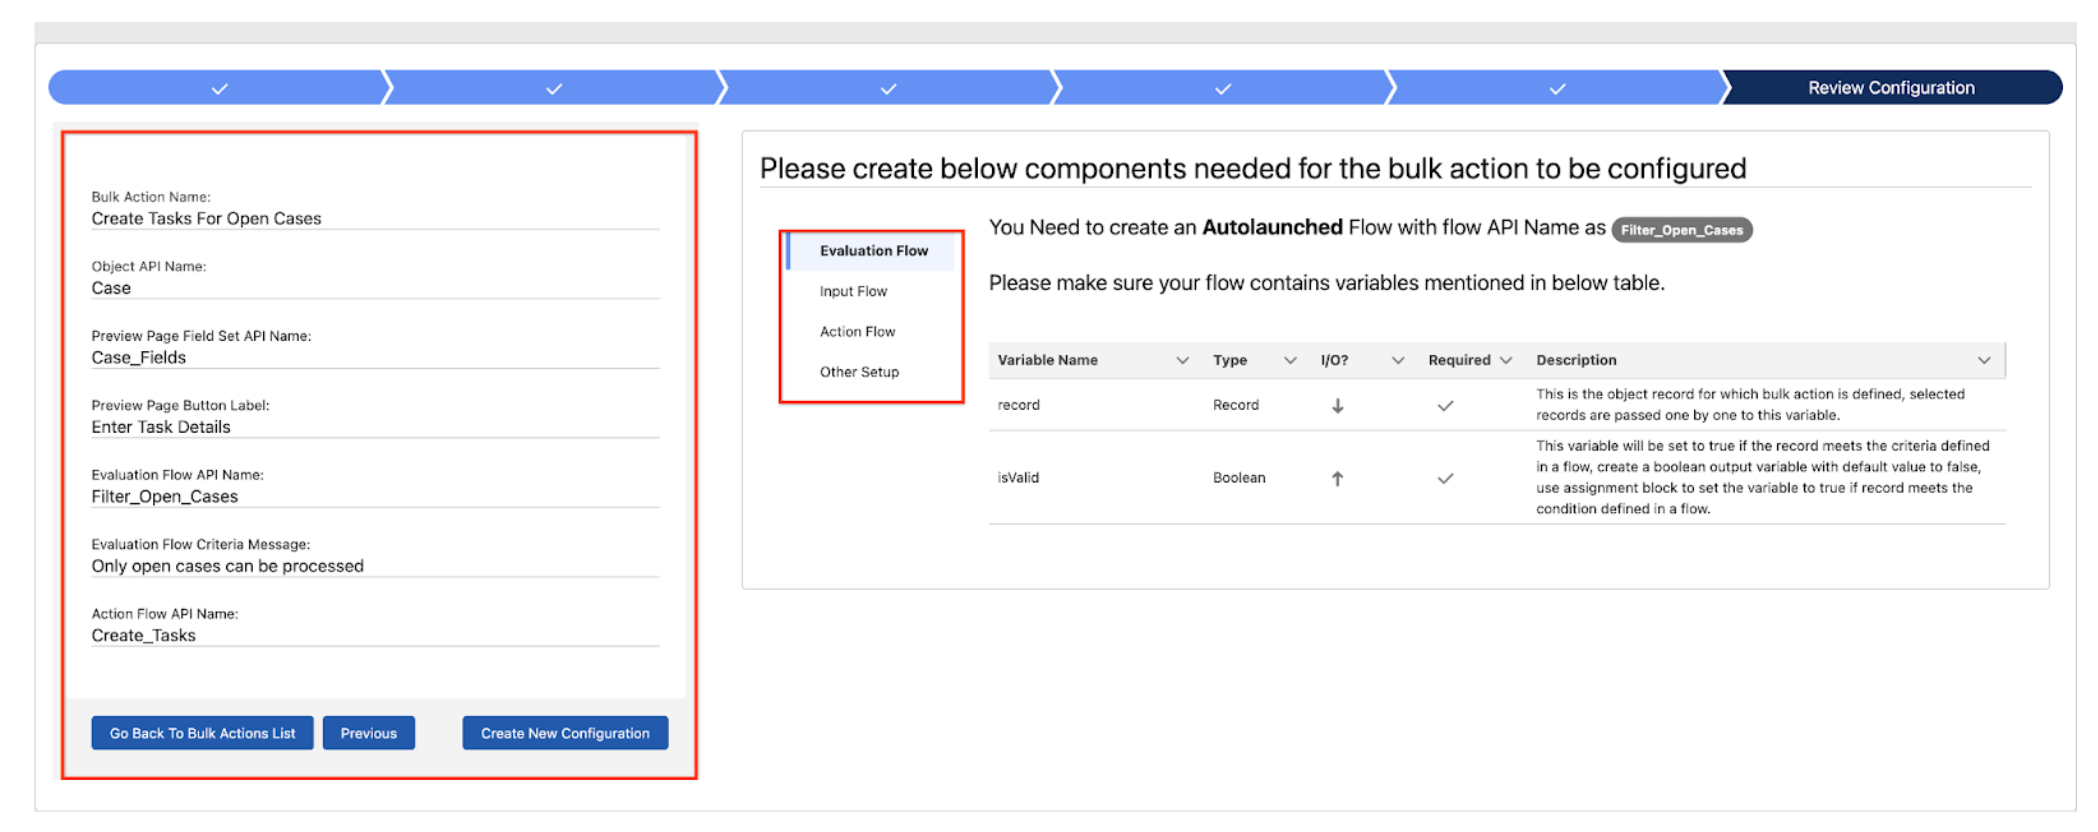 Review Configuration
Bulk Action Name:
Create Tasks For Open Cases
Object API Name:
Case
Preview Page Field Set API Name:
Case_Fields
Preview Page Button Label:
Enter Task Details
Evaluation Flow API Name:
Filter_Open_Cases
Evaluation Flow Criteria Message:
Only open cases can be processed
Action Flow API Name:
Create_Tasks
Go Back To Bulk Actions List Previous Create New Configuration
Please create below components needed for the bulk action to be configured
Evaluation Flow
Input Flow
Action Flow
Other Setup
You Need to create an Autolaunched Flow with flow API Name as Filter_Open_Cases
Please make sure your flow contains variables mentioned in below table.
Variable Name Type I/O? Required Description
record Record This is the object record for which bulk action is defined, selected
records are passed one by one to this variable.
isValid Boolean This variable will be set to true if the record meets the criteria defined
in a flow, create a boolean output variable with default value to false,
use assignment block to set the variable to true if record meets the
condition defined in a flow.